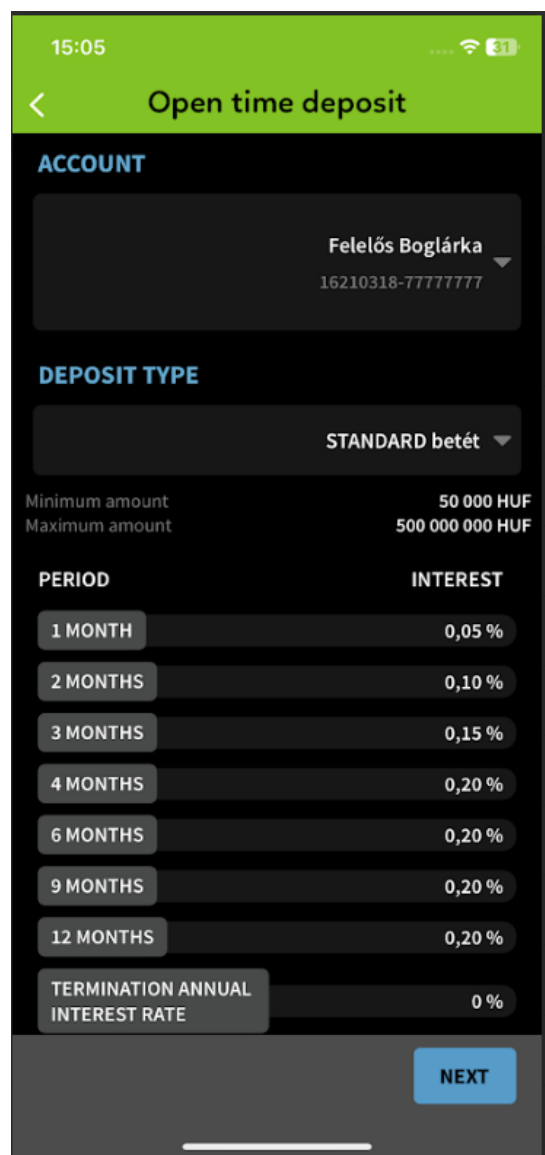 15:05
31
Open time deposit
ACCOUNT
Felelős Boglárka
16210318-77777777
DEPOSIT TYPE
STANDARD betét
Minimum amount 50 000 HUF
Maximum amount 500 000 000 HUF
PERIOD INTEREST
1 MONTH 0,05 %
2 MONTHS 0,10 %
3 MONTHS 0,15 %
4 MONTHS 0,20 %
6 MONTHS 0,20 %
9 MONTHS 0,20 %
12 MONTHS 0,20 %
TERMINATION ANNUAL
INTEREST RATE 0 %
NEXT